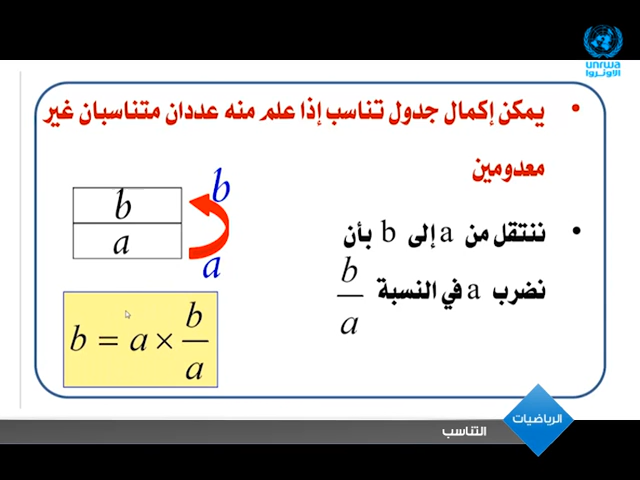 unrwa
الأونروا
• يمكن إكمال جدول تناسب إذا علم منه عددان متناسبان غير
معدومين
• ننتقل من a إلى b بأن
نضرب a في النسبة b/a
b
b
a
a
b = a × b/a
الرياضيات
التناسب